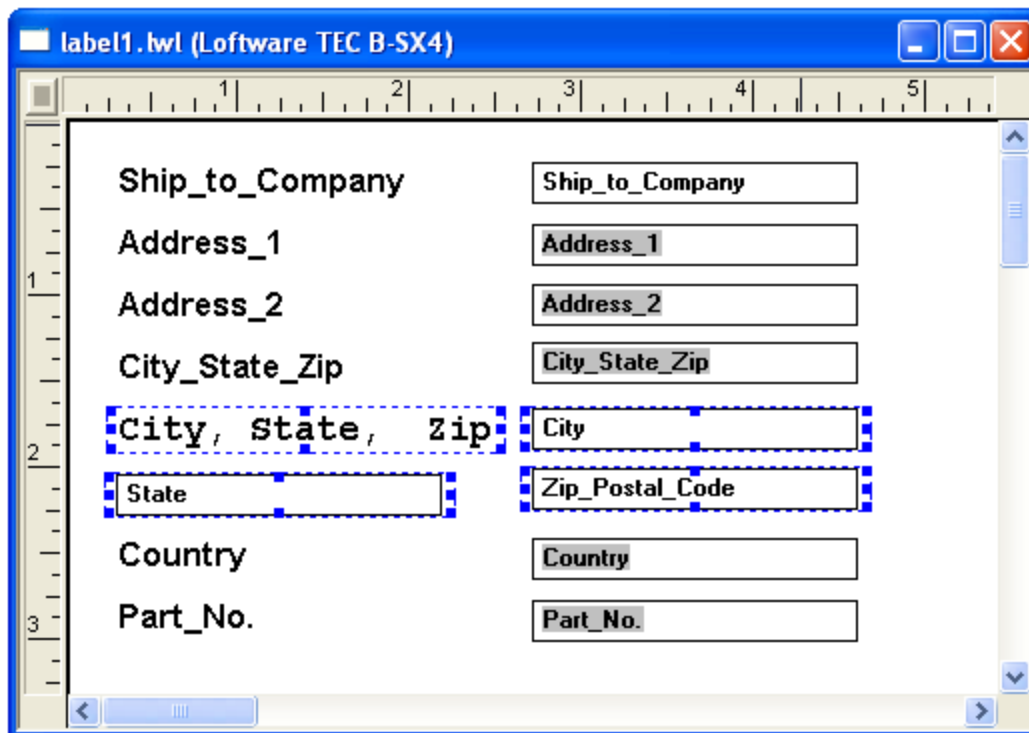 label1.lwl (Loftware TEC B-SX4)
1 2 3 4 5
Ship_to_Company Ship_to_Company
Address_1 Address_1
1
Address_2 Address_2
City_State_Zip City_State_Zip
City, State, Zip City
2
State Zip_Postal_Code
Country Country
Part_No. Part_No.
3